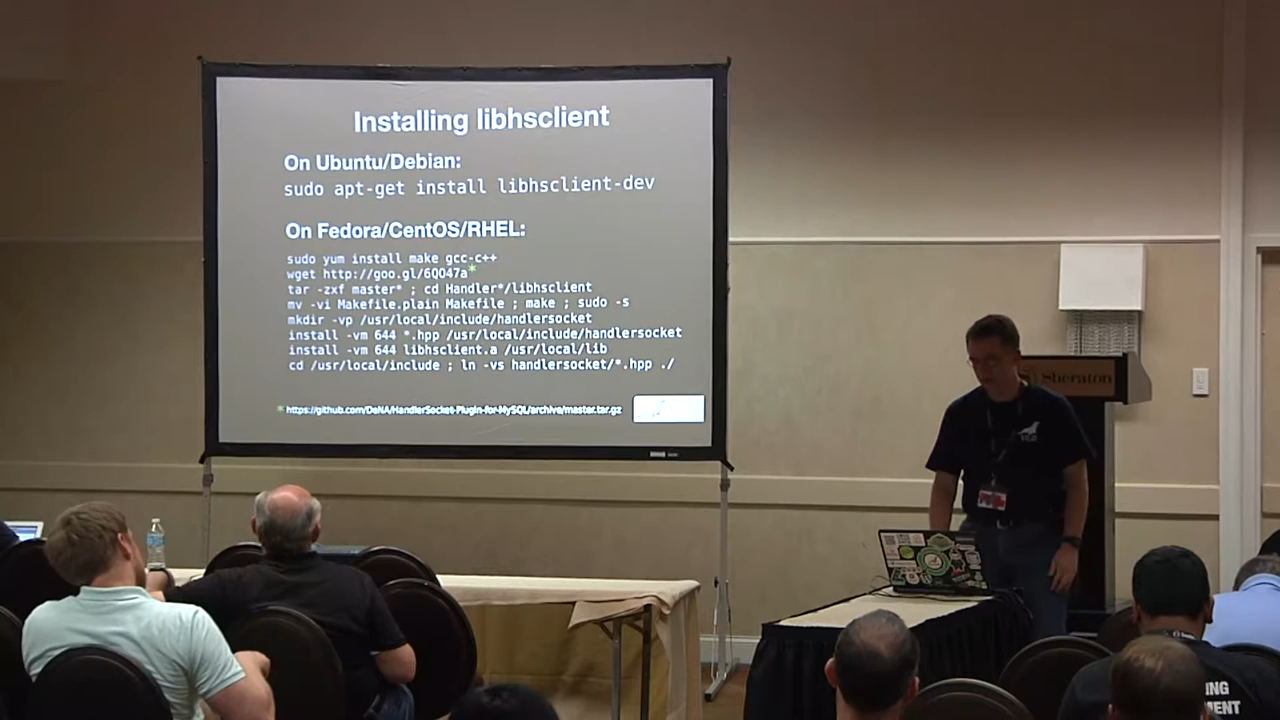 Installing libhsclient
On Ubuntu/Debian:
sudo apt-get install libhsclient-dev
On Fedora/CentOS/RHEL:
sudo yum install make gcc-c++
wget http://goo.gl/6QO47a*
tar -zxf master* ; cd Handler*/libhsclient
mv -vi Makefile.plain Makefile ; make ; sudo -s
mkdir -vp /usr/local/include/handlersocket
install -vm 644 *.hpp /usr/local/include/handlersocket
install -vm 644 libhsclient.a /usr/local/lib
cd /usr/local/include ; ln -vs handlersocket/*.hpp ./
* https://github.com/DeNA/HandlerSocket-Plugin-for-MySQL/archive/master.tar.gz
Sheraton